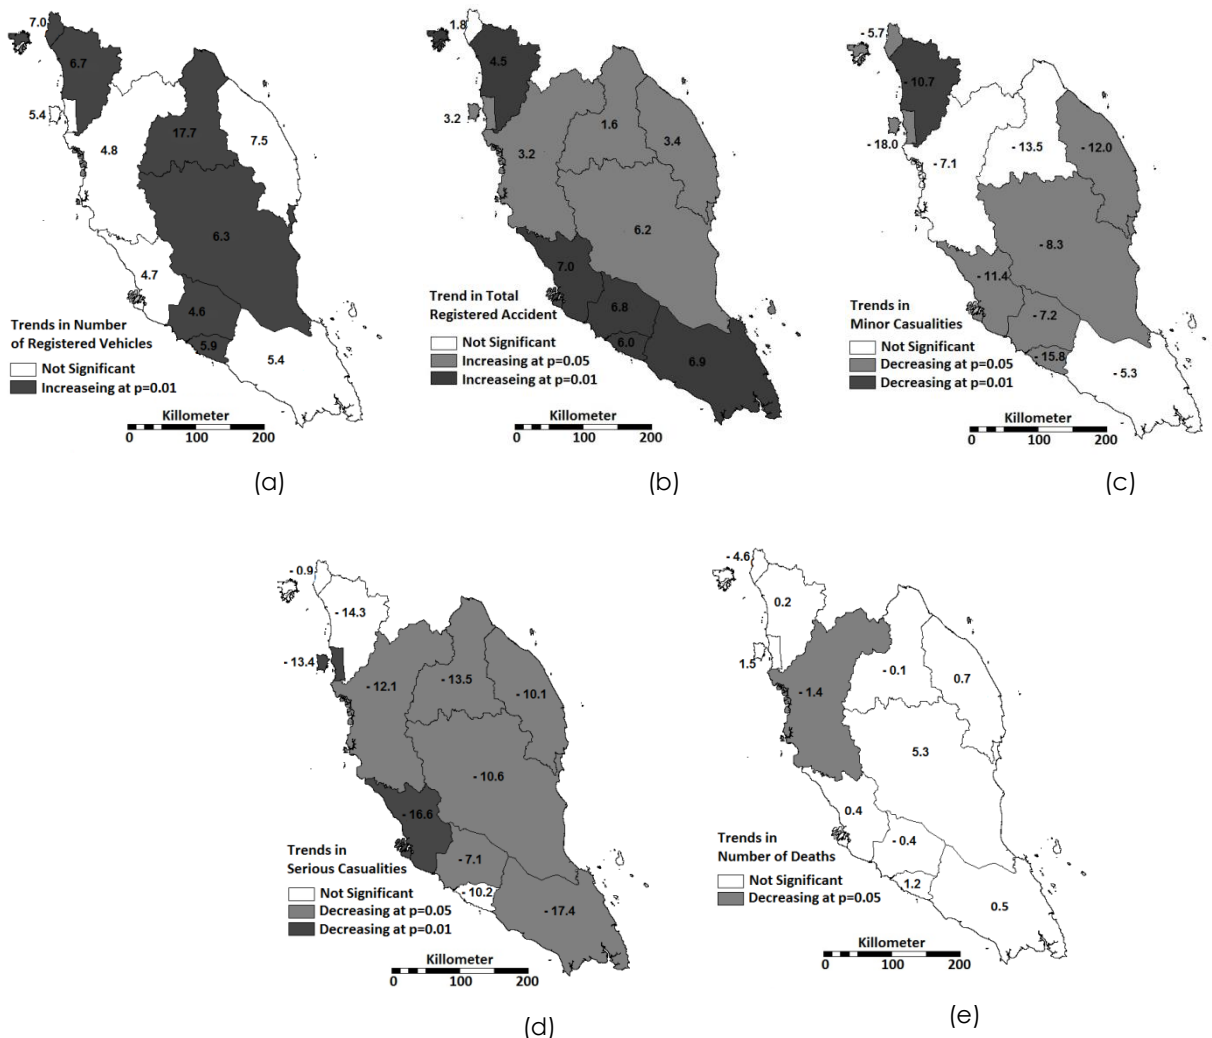 7.0
6.7
5.4
4.8
17.7
7.5
6.3
4.7
4.6
5.9
5.4
Trends in Number
of Registered Vehicles
Not Significant
Increaseing at p=0.01
Killometer
0 100 200
(a)
1.8
4.5
3.2
3.2
1.6
3.4
6.2
7.0
6.8
6.0
6.9
Trend in Total
Registered Accident
Not Significant
Increasing at p=0.05
Increaseing at p=0.01
Killometer
0 100 200
(b)
- 5.7
- 10.7
- 18.0
- 7.1
- 13.5
- 12.0
- 8.3
- 11.4
- 7.2
- 15.8
- 5.3
Trends in
Minor Casualities
Not Significant
Decreasing at p=0.05
Decreasing at p=0.01
Killometer
0 100 200
(c)
- 0.9
- 14.3
- 13.4
- 12.1
- 13.5
- 10.1
- 10.6
- 16.6
- 7.1
- 10.2
- 17.4
Trends in
Serious Casualities
Not Significant
Decreasing at p=0.05
Decreasing at p=0.01
Killometer
0 100 200
(d)
- 4.6
0.2
1.5
- 1.4
- 0.1
0.7
5.3
0.4
- 0.4
1.2
0.5
Trends in
Number of Deaths
Not Significant
Decreasing at p=0.05
Killometer
0 100 200
(e)